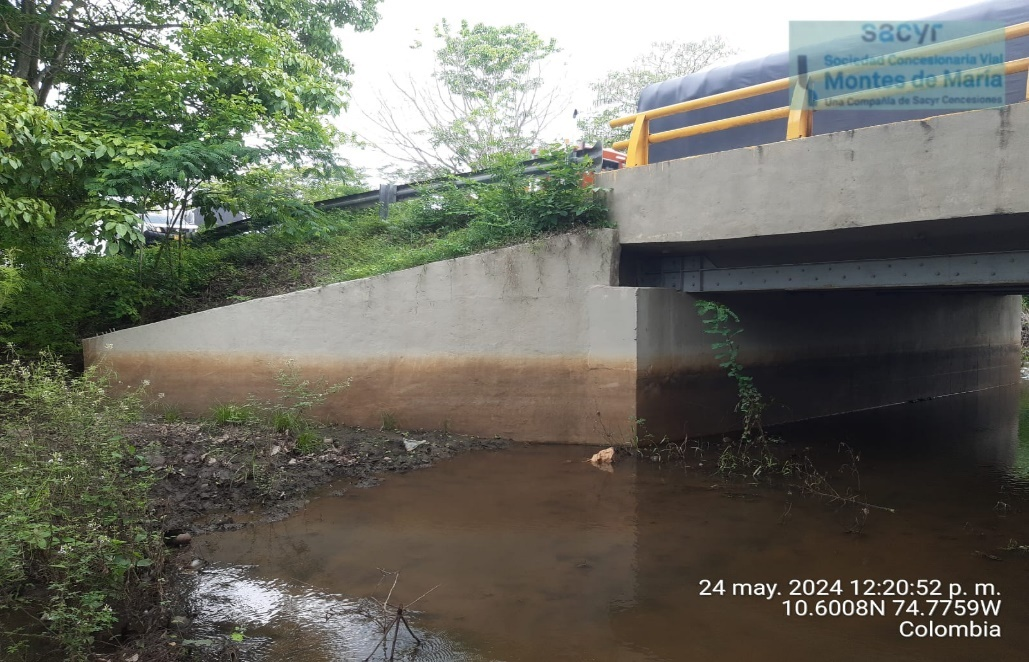 sacyr
Sociedad Concesionaria Vial
Montes de María
Una Compañía de Sacyr Concesiones
24 may. 2024 12:20:52 p. m.
10.6008N 74.7759W
Colombia